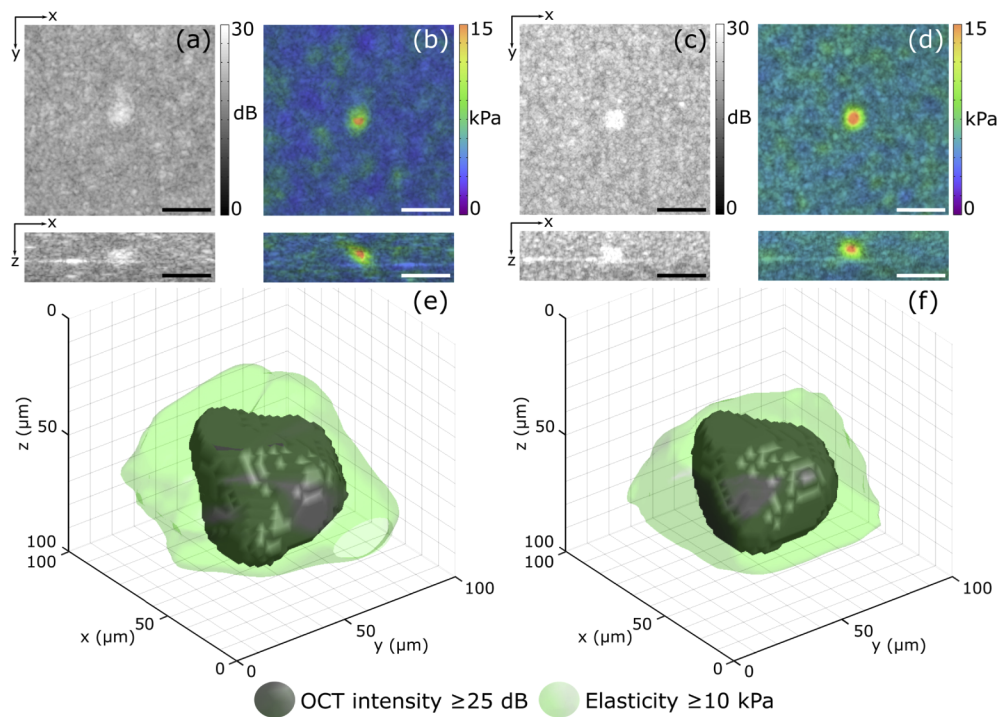 x
y
(a)
30
dB
0
(b)
15
kPa
0
x
y
(c)
30
dB
0
(d)
15
kPa
0
x
z
x
z
(e)
0
50
100
z (µm)
100
50
0
x (µm)
0
50
100
y (µm)
(f)
0
50
100
z (µm)
100
50
0
x (µm)
0
50
100
y (µm)
OCT intensity ≥25 dB
Elasticity ≥10 kPa